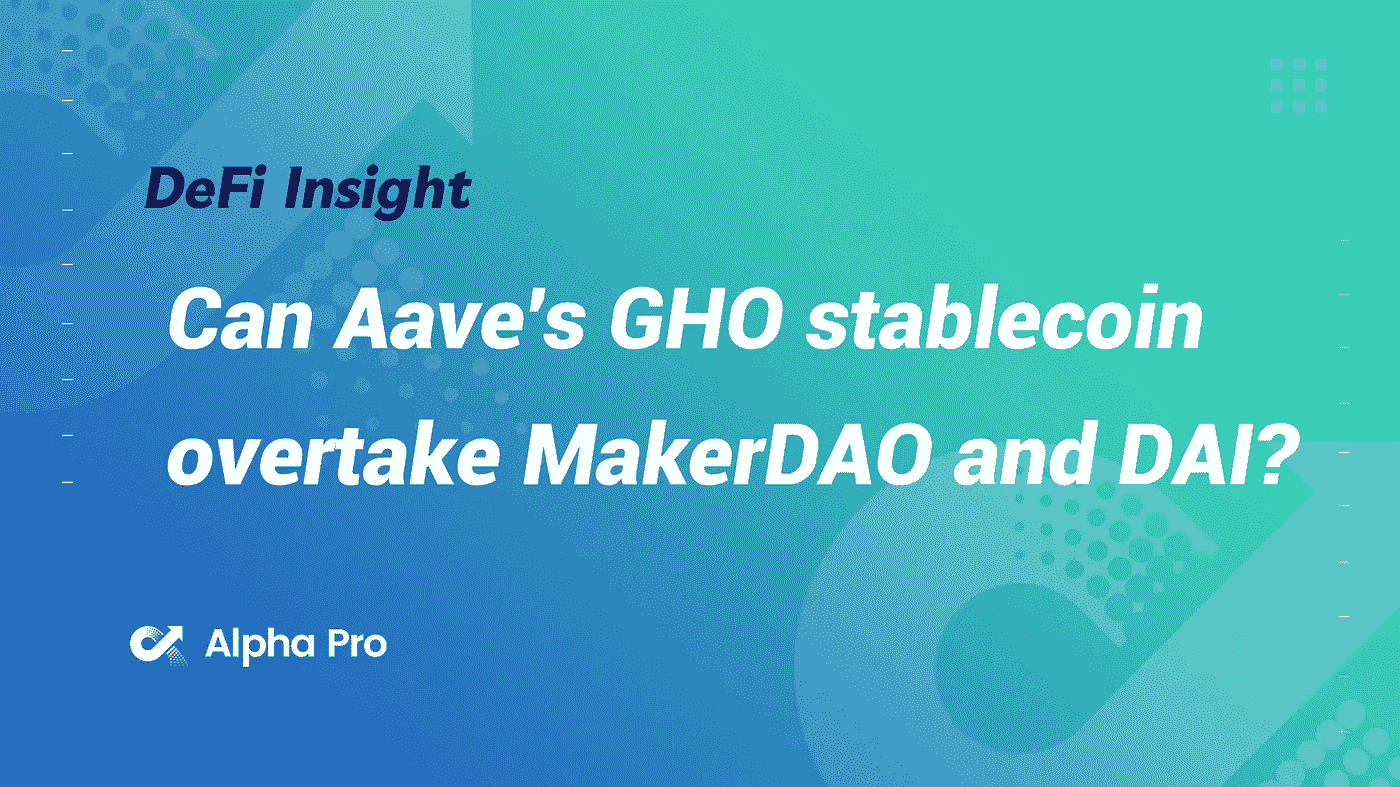 DeFi Insight
Can Aave's GHO stablecoin
overtake MakerDAO and DAI?
Alpha Pro